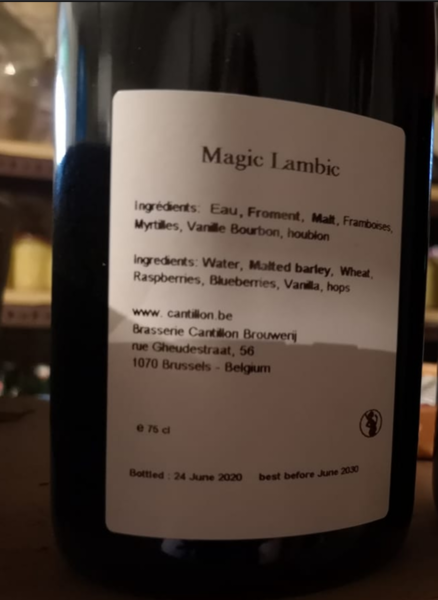 Magic Lambic
Ingrédients: Eau, Froment, Malt, Framboises,
Myrtilles, Vanille Bourbon, houblon
Ingredients: Water, Malted barley, Wheat,
Raspberries, Blueberries, Vanilla, hops
www. cantillon.be
Brasserie Cantillon Brouwerij
rue Gheudestraat, 56
1070 Brussels - Belgium
e 75 cl
Bottled : 24 June 2020 best before June 2030